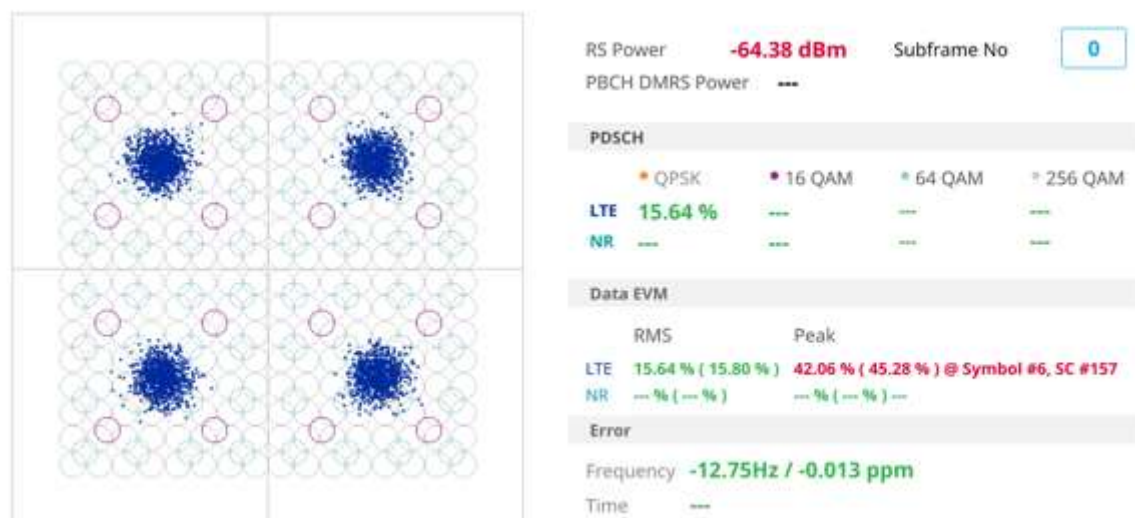 RS Power -64.38 dBm Subframe No 0
PBCH DMRS Power ---
PDSCH
QPSK 16 QAM 64 QAM 256 QAM
LTE 15.64 % --- --- ---
NR --- --- --- ---
Data EVM
RMS Peak
LTE 15.64 % ( 15.80 % ) 42.06 % ( 45.28 % ) @ Symbol #6, SC #157
NR --- % ( --- % ) --- % ( --- % ) ---
Error
Frequency -12.75Hz / -0.013 ppm
Time ---